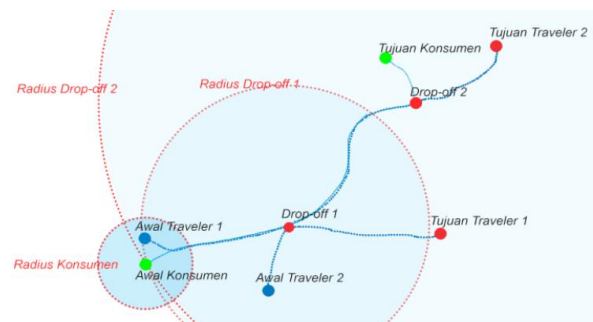 Tujuan Traveler 2
Tujuan Konsumen
Radius Drop-off 2
Radius Drop-off 1
Drop-off 2
Awal Traveler 1
Drop-off 1
Tujuan Traveler 1
Radius Konsumen
Awal Konsumen
Awal Traveler 2